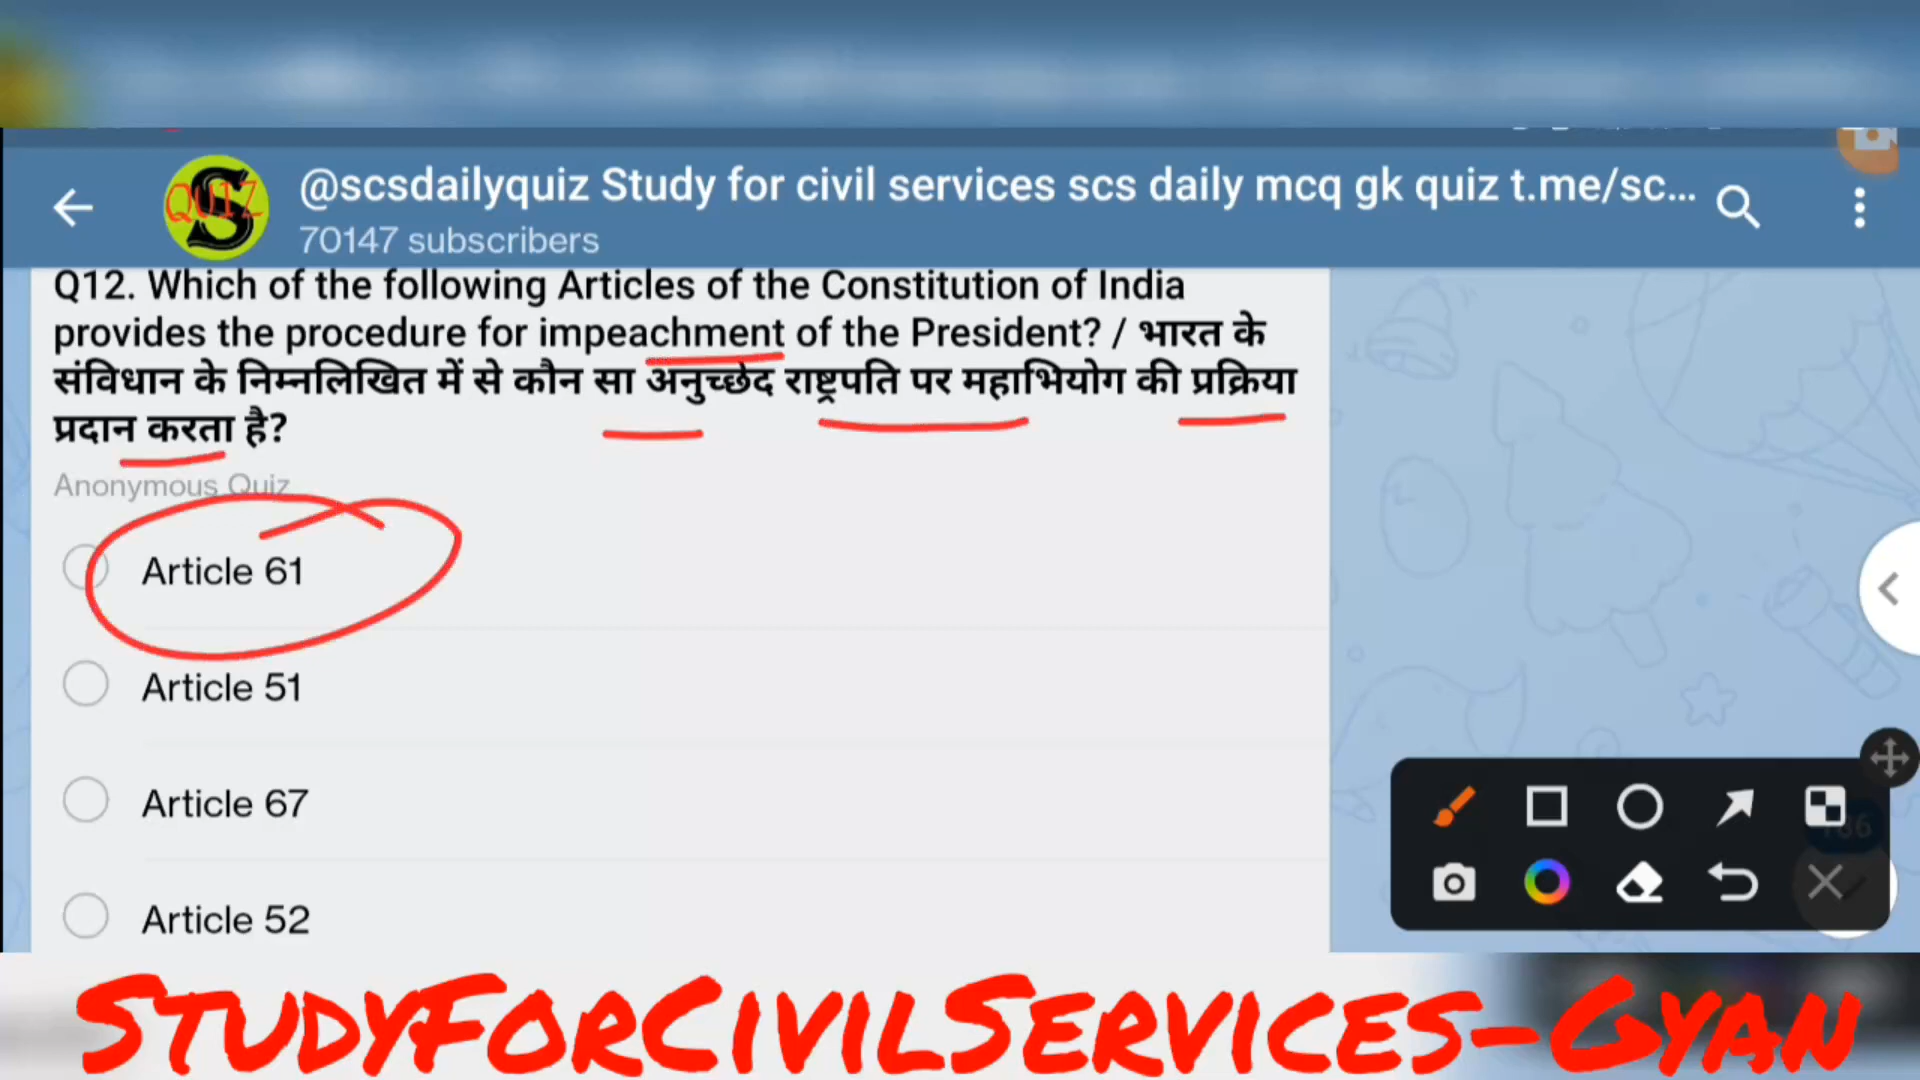 @scsdailyquiz Study for civil services scs daily mcq gk quiz t.me/sc...
70147 subscribers
QUIZ
S
Q12. Which of the following Articles of the Constitution of India
provides the procedure for impeachment of the President? / भारत के
संविधान के निम्नलिखित में से कौन सा अनुच्छेद राष्ट्रपति पर महाभियोग की प्रक्रिया
प्रदान करता है?
Anonymous Quiz
Article 61
Article 51
Article 67
Article 52
STUDYFORCIVILSERVICES-GYAN